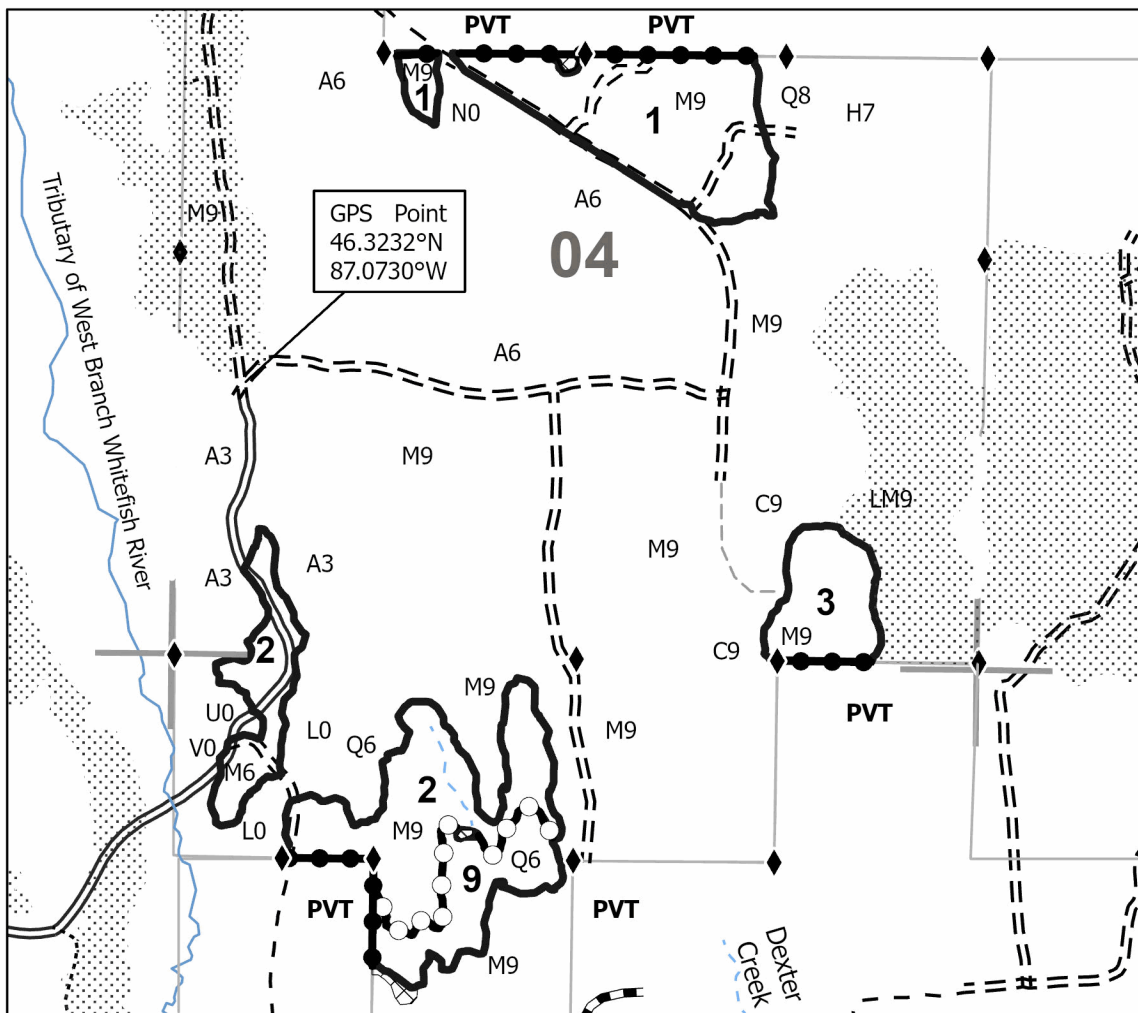 PVT PVT
A6 M9 1 N0 M9 1 Q8 H7
M9
A6
GPS Point
46.3232°N
87.0730°W
04
Tributary of West Branch Whitefish River
M9
A6
A3 M9
C9 LM9
A3 A3 M9
3
M9
C9
2
U0 L0 Q6 M9 M9 PVT
V0
M6
2
L0 M9
Q6
9
PVT PVT
M9
Dexter
Creek